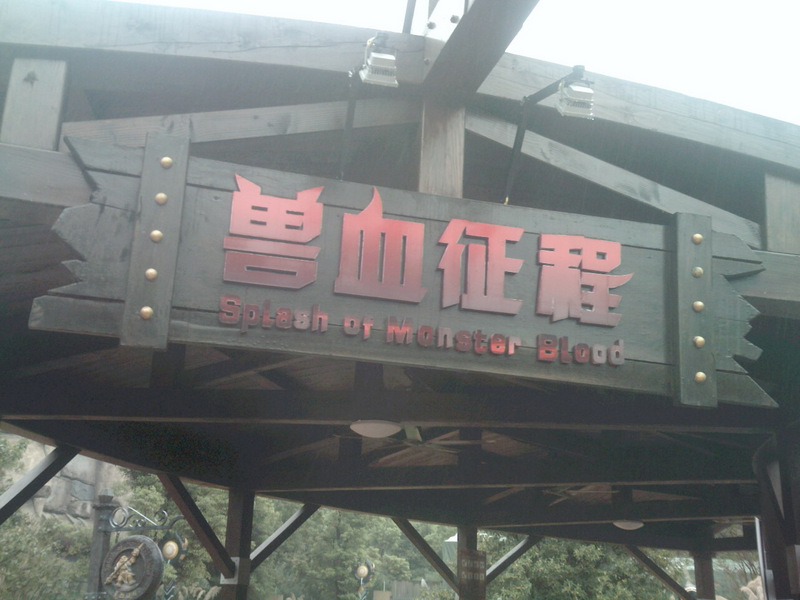 兽血征程
Splash of Monster Blood